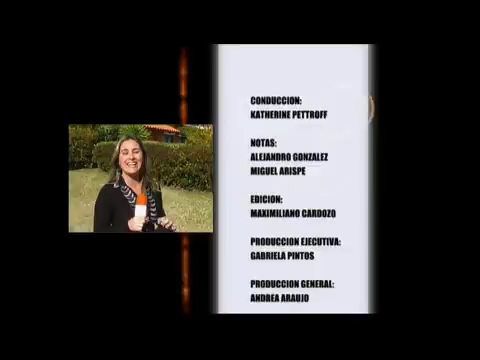 CONDUCCION:
KATHERINE PETTROFF
NOTAS:
ALEJANDRO GONZALEZ
MIGUEL ARISPE
EDICION:
MAXIMILIANO CARDOZO
PRODUCCION EJECUTIVA:
GABRIELA PINTOS
PRODUCCION GENERAL:
ANDREA ARAUJO